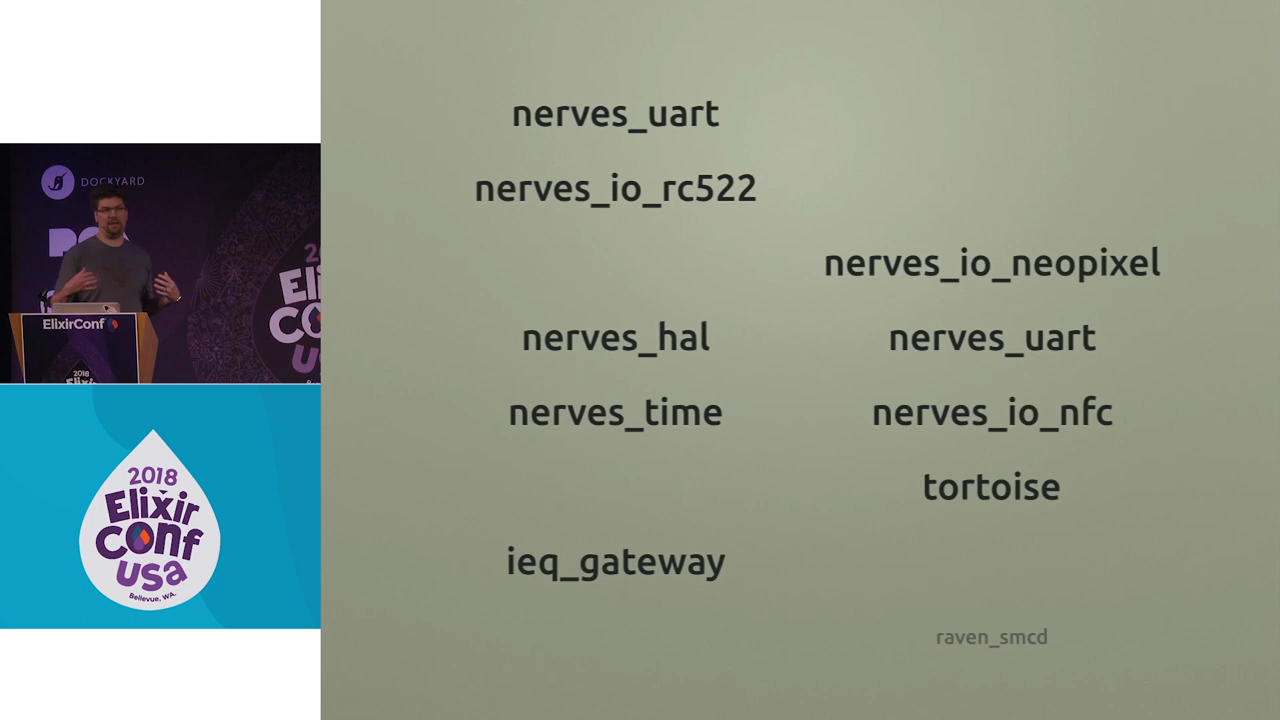 DOCKYARD
ElixirConf
2018
Elixir
Conf
usa
Bellevue, WA.
nerves_uart
nerves_io_rc522
nerves_io_neopixel
nerves_hal
nerves_uart
nerves_time
nerves_io_nfc
tortoise
ieq_gateway
raven_smcd